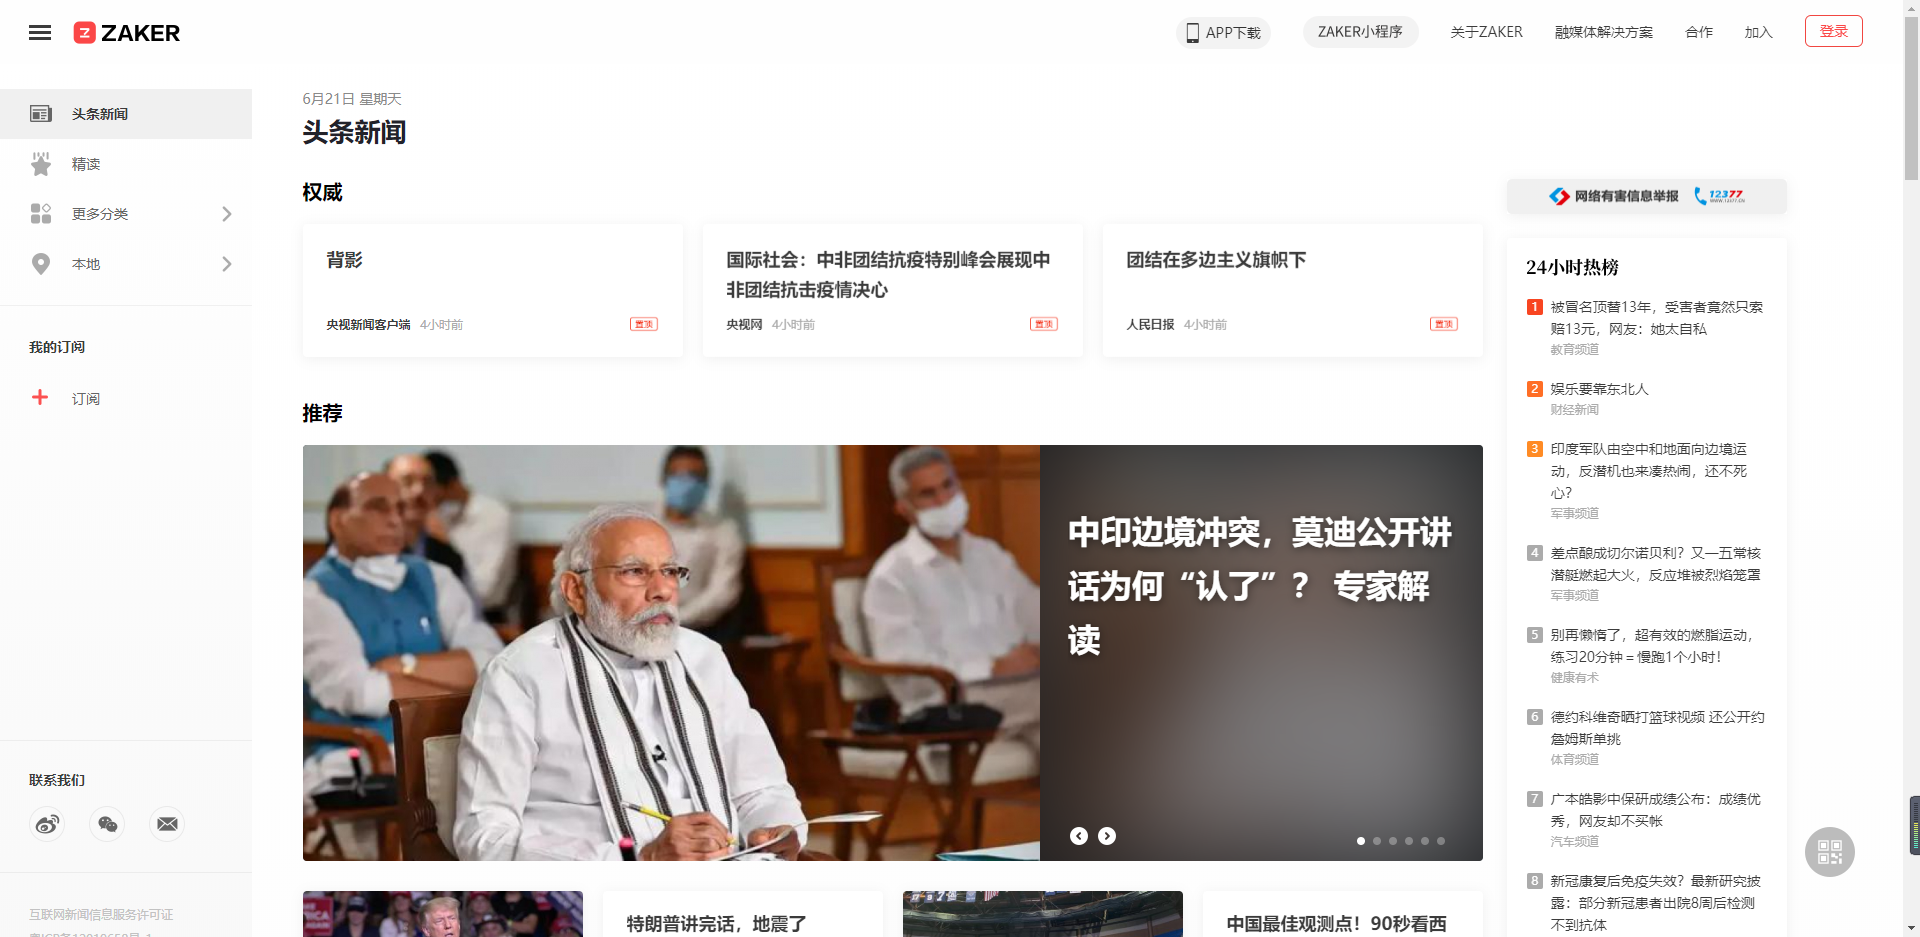 ZAKER
APP下载
ZAKER小程序
关于ZAKER
融媒体解决方案
合作
加入
登录
头条新闻
精读
更多分类
本地
我的订阅
订阅
联系我们
互联网新闻信息服务许可证
6月21日 星期天
头条新闻
权威
背影
央视新闻客户端 4小时前
置顶
国际社会：中非团结抗疫特别峰会展现中
非团结抗击疫情决心
央视网 4小时前
置顶
团结在多边主义旗帜下
人民日报 4小时前
置顶
推荐
中印边境冲突，莫迪公开讲
话为何“认了”？ 专家解
读
特朗普讲完话，地震了
中国最佳观测点！90秒看西
网络有害信息举报 12377
WWW.12377.CN
24小时热榜
1 被冒名顶替13年，受害者竟然只索
赔13元，网友：她太自私
教育频道
2 娱乐要靠东北人
财经新闻
3 印度军队由空中和地面向边境运
动，反潜机也来凑热闹，还不死
心？
军事频道
4 差点酿成切尔诺贝利？又一五常核
潜艇燃起大火，反应堆被烈焰笼罩
军事频道
5 别再懒惰了，超有效的燃脂运动，
练习20分钟＝慢跑1个小时！
健康有术
6 德约科维奇晒打篮球视频 还公开约
詹姆斯单挑
体育频道
7 广本皓影中保研成绩公布：成绩优
秀，网友却不买帐
汽车频道
8 新冠康复后免疫失效？最新研究披
露：部分新冠患者出院8周后检测
不到抗体